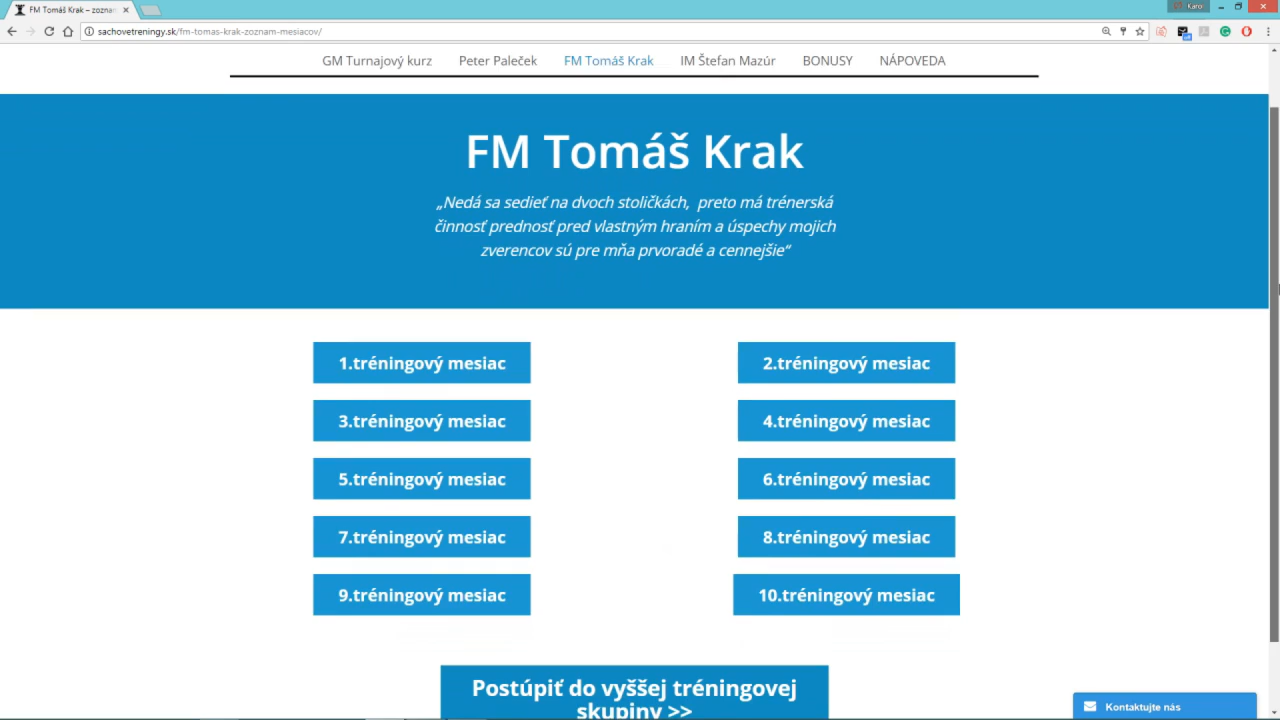 FM Tomáš Krak – zoznam
Karol
sachovetreningy.sk/fm-tomas-krak-zoznam-mesiacov/
GM Turnajový kurz Peter Paleček FM Tomáš Krak IM Štefan Mazúr BONUSY NÁPOVEDA
FM Tomáš Krak
„Nedá sa sedieť na dvoch stoličkách, preto má trénerská
činnosť prednosť pred vlastným hraním a úspechy mojich
zverencov sú pre mňa prvoradé a cennejšie“
1.tréningový mesiac 2.tréningový mesiac
3.tréningový mesiac 4.tréningový mesiac
5.tréningový mesiac 6.tréningový mesiac
7.tréningový mesiac 8.tréningový mesiac
9.tréningový mesiac 10.tréningový mesiac
Postúpiť do vyššej tréningovej
skupiny >>
Kontaktujte nás